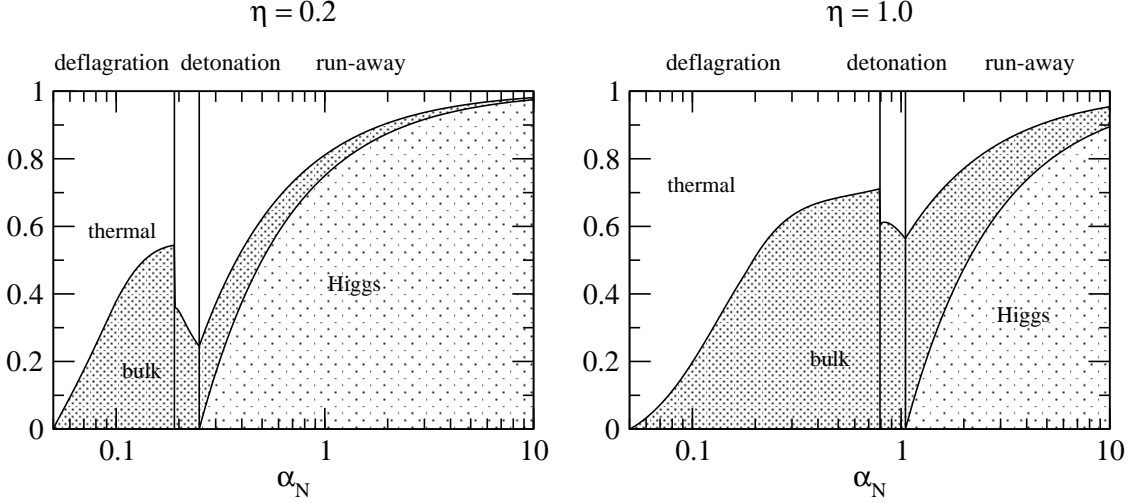 η = 0.2
deflagration detonation run-away
1
0.8
0.6
0.4
0.2
0
thermal
bulk
Higgs
0.1 1 10
α_N
η = 1.0
deflagration detonation run-away
1
0.8
0.6
0.4
0.2
0
thermal
bulk
Higgs
0.1 1 10
α_N